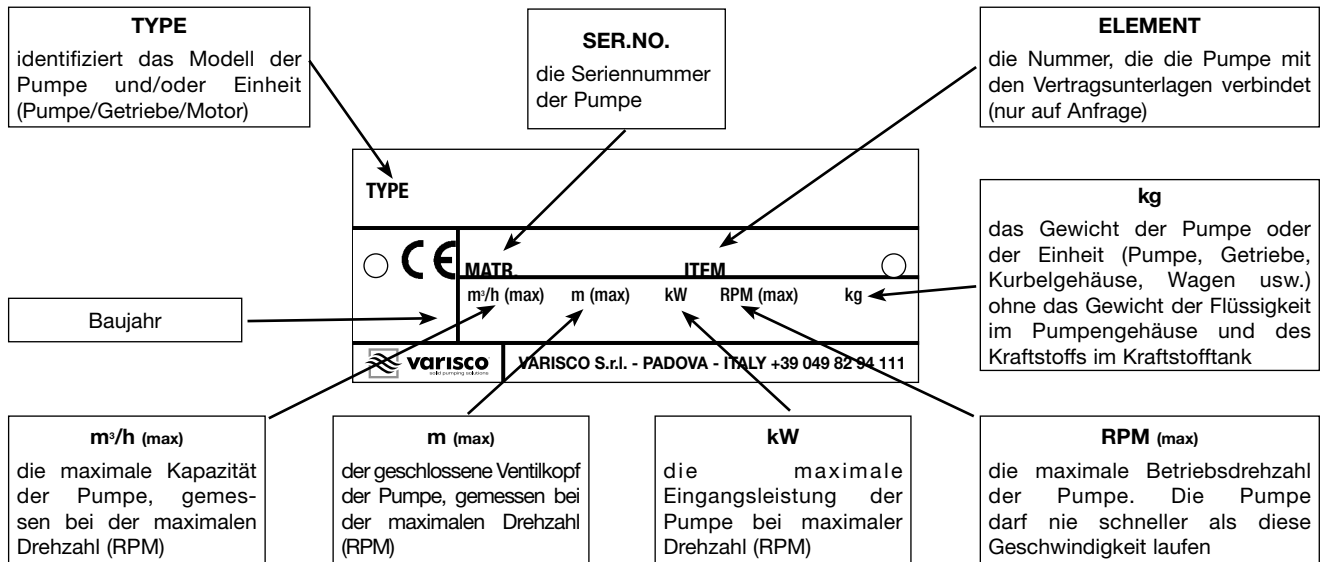 TYPE
identifiziert das Modell der
Pumpe und/oder Einheit
(Pumpe/Getriebe/Motor)
SER.NO.
die Seriennummer
der Pumpe
ELEMENT
die Nummer, die die Pumpe mit
den Vertragsunterlagen verbindet
(nur auf Anfrage)
TYPE
CE
MATR. ITEM
m³/h (max) m (max) kW RPM (max) kg
varisco
solid pumping solutions
VARISCO S.r.l. - PADOVA - ITALY +39 049 82 94 111
Baujahr
kg
das Gewicht der Pumpe oder
der Einheit (Pumpe, Getriebe,
Kurbelgehäuse, Wagen usw.)
ohne das Gewicht der Flüssigkeit
im Pumpengehäuse und des
Kraftstoffs im Kraftstofftank
m³/h (max)
die maximale Kapazität
der Pumpe, gemes-
sen bei der maximalen
Drehzahl (RPM)
m (max)
der geschlossene Ventilkopf
der Pumpe, gemessen bei
der maximalen Drehzahl
(RPM)
kW
die maximale
Eingangsleistung der
Pumpe bei maximaler
Drehzahl (RPM)
RPM (max)
die maximale Betriebsdrehzahl
der Pumpe. Die Pumpe
darf nie schneller als diese
Geschwindigkeit laufen